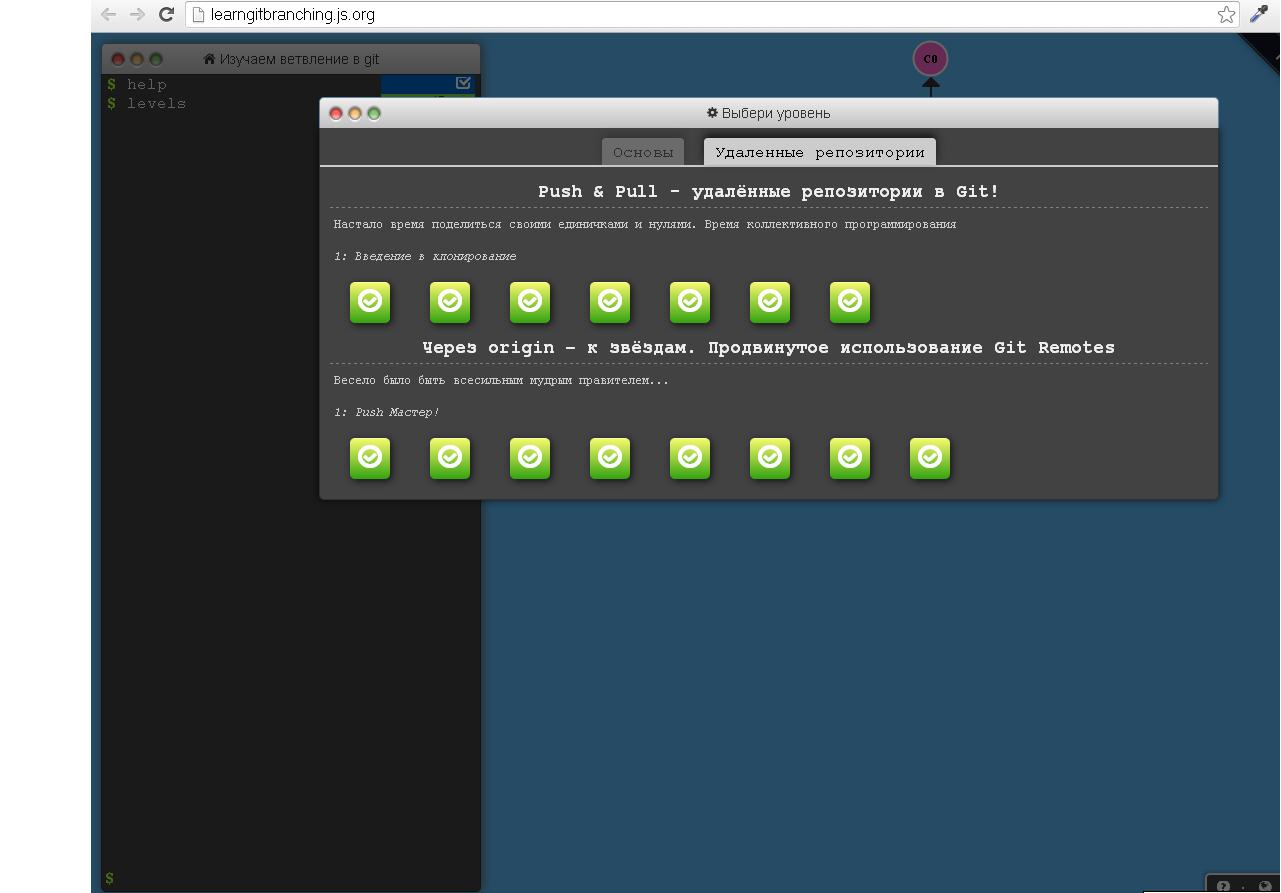 learngitbranching.js.org
Изучаем ветвление в git
C0
$ help
$ levels
Выбери уровень
Основы
Удаленные репозитории
Push & Pull - удалённые репозитории в Git!
Настало время поделиться своими единичками и нулями. Время коллективного программирования
1: Введение в клонирование
Через origin – к звёздам. Продвинутое использование Git Remotes
Весело было быть всесильным мудрым правителем...
1: Push Мастер!
$